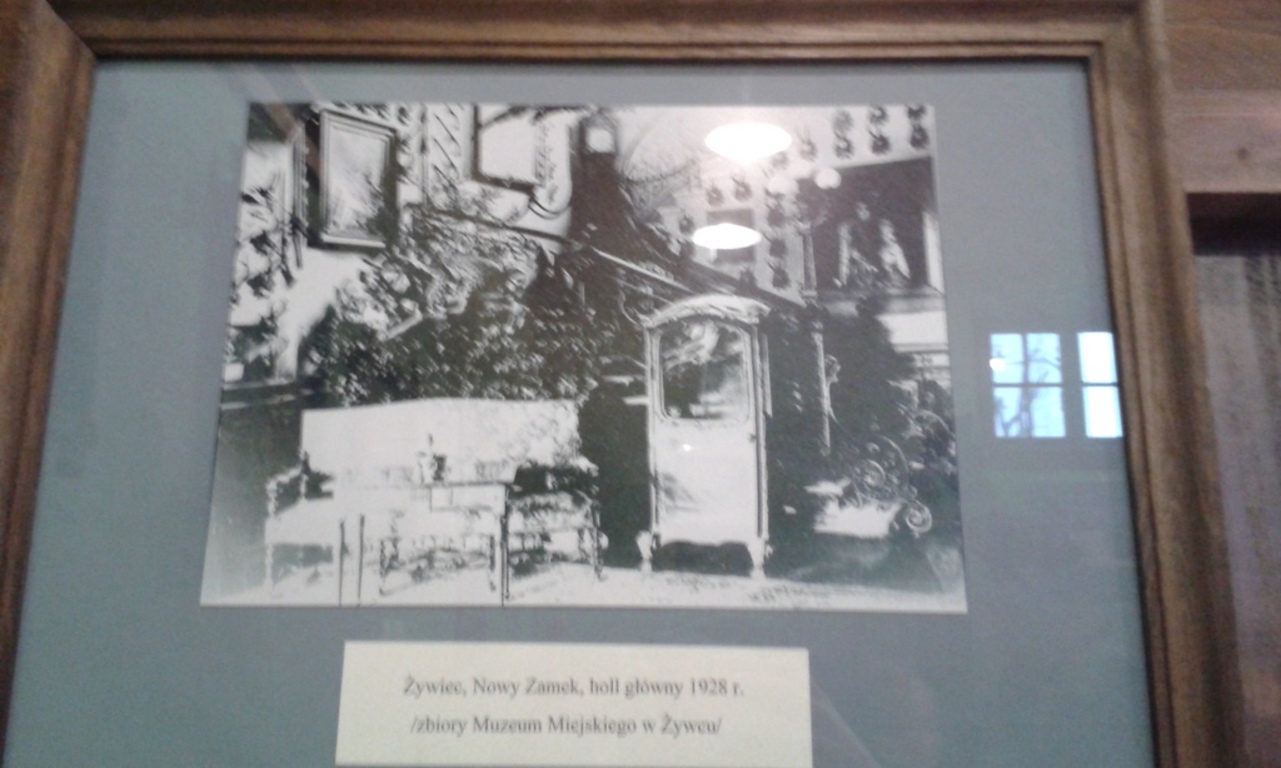 Żywiec, Nowy Zamek, holl główny 1928 r.
/zbiory Muzeum Miejskiego w Żywcu/